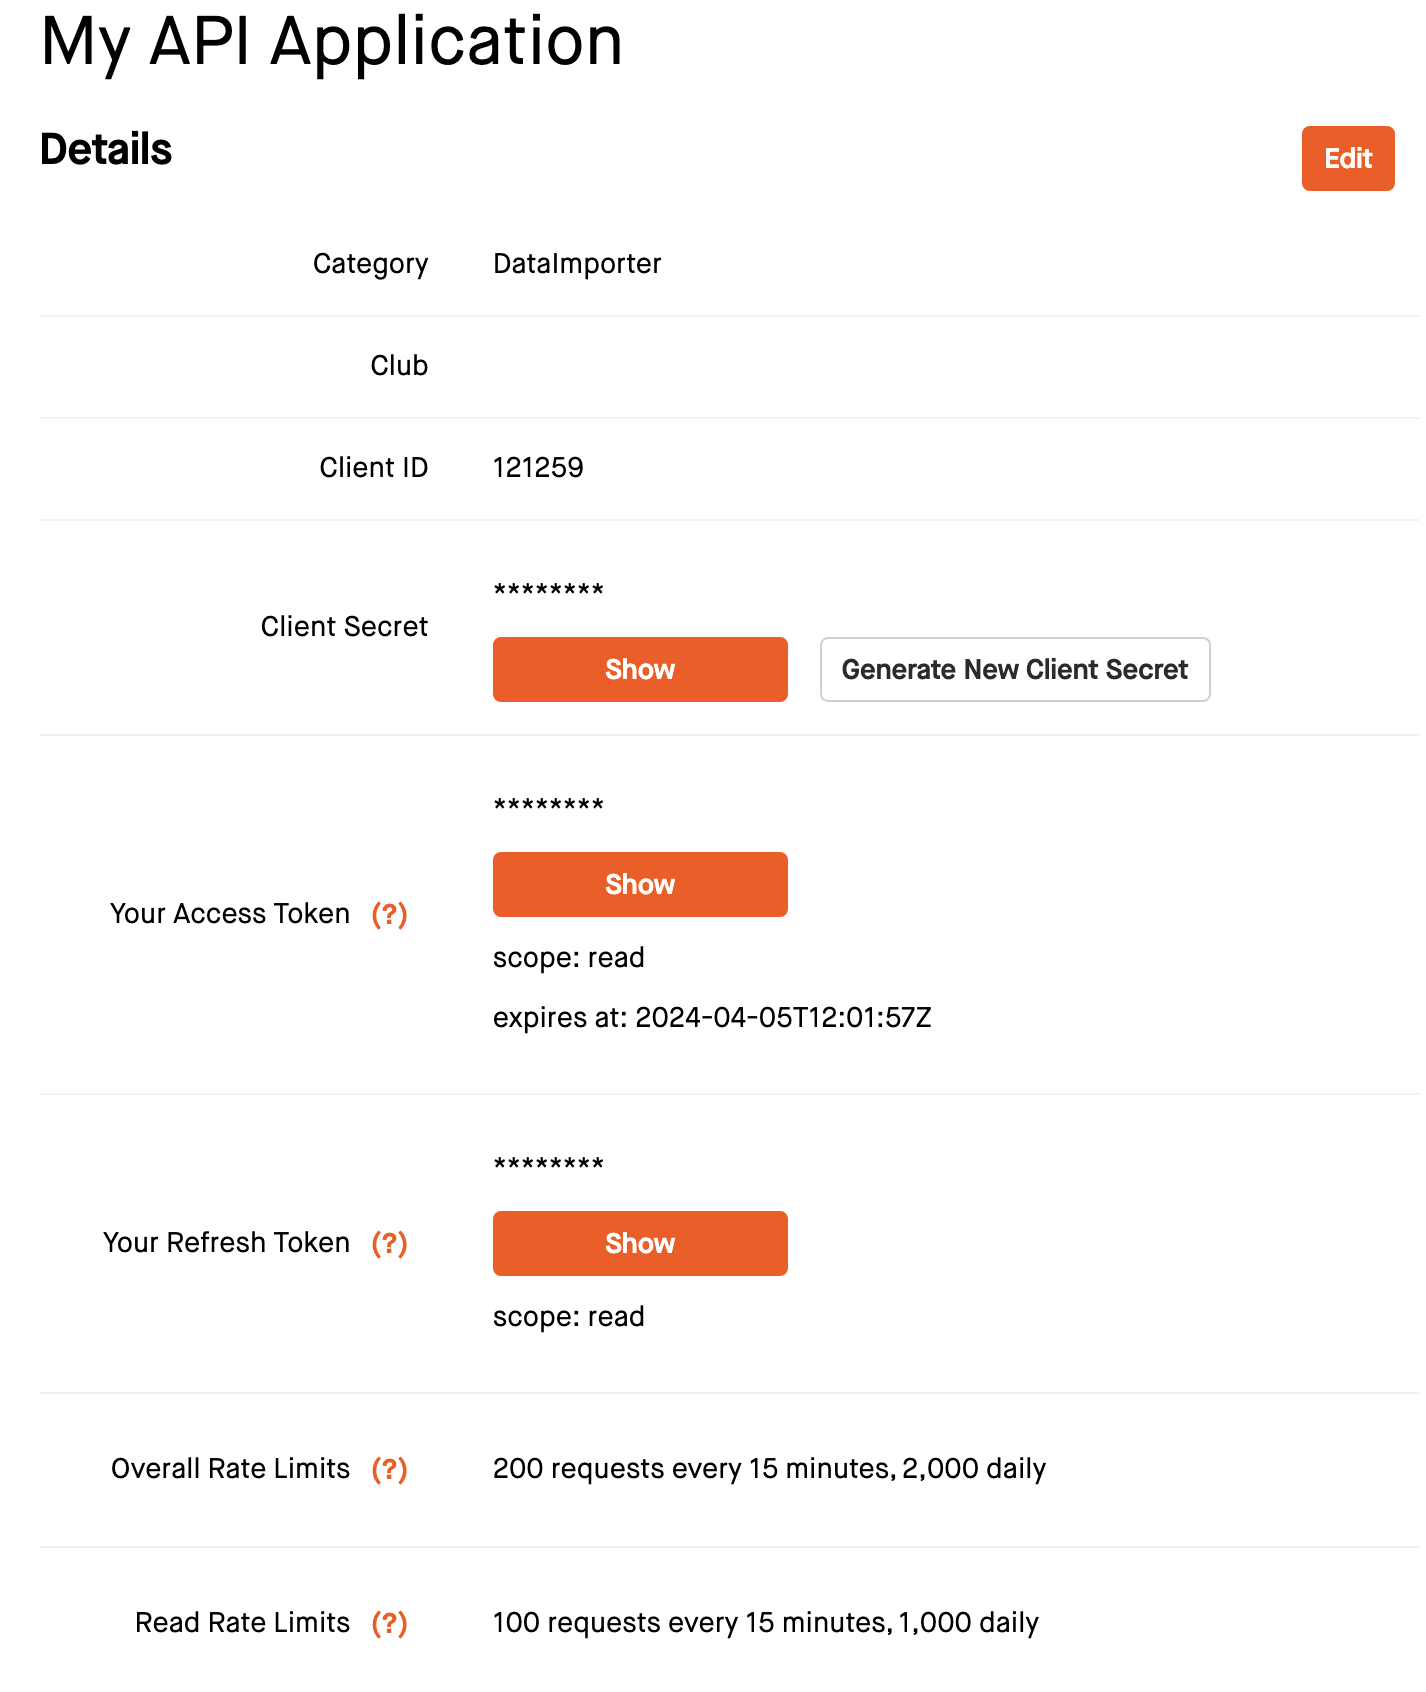 My API Application
Details
Edit
Category DataImporter
Club
Client ID 121259
********
Client Secret
Show Generate New Client Secret
********
Show
Your Access Token (?)
scope: read
expires at: 2024-04-05T12:01:57Z
********
Your Refresh Token (?) Show
scope: read
Overall Rate Limits (?) 200 requests every 15 minutes, 2,000 daily
Read Rate Limits (?) 100 requests every 15 minutes, 1,000 daily